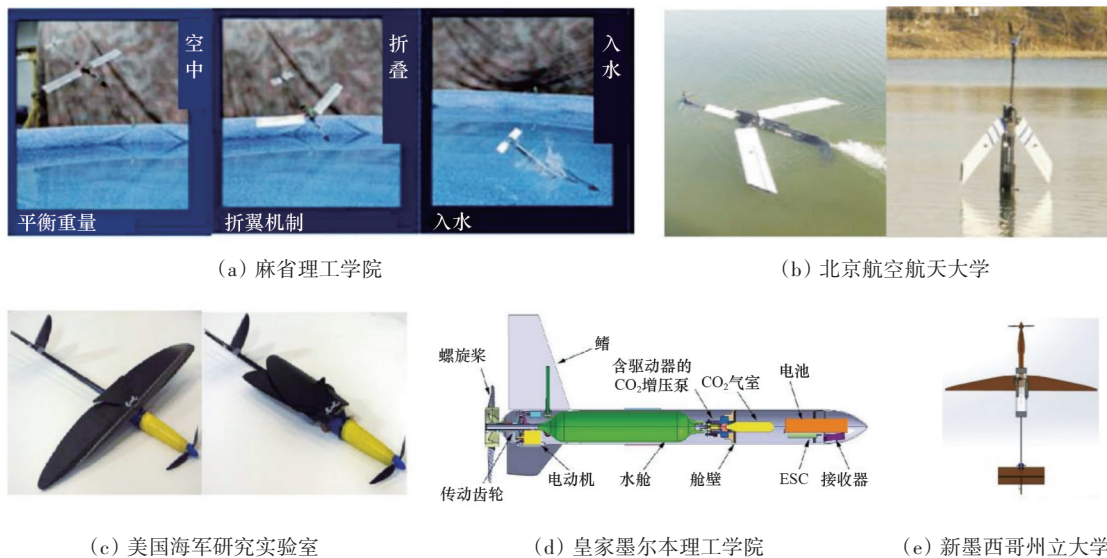 空中
平衡重量
折叠
折翼机制
入水
入水
(a) 麻省理工学院
(b) 北京航空航天大学
(c) 美国海军研究实验室
螺旋桨
鳍
含驱动器的
CO₂增压泵
CO₂气室
电池
传动齿轮
电动机
水舱
舱壁
ESC
接收器
(d) 皇家墨尔本理工学院
(e) 新墨西哥州立大学